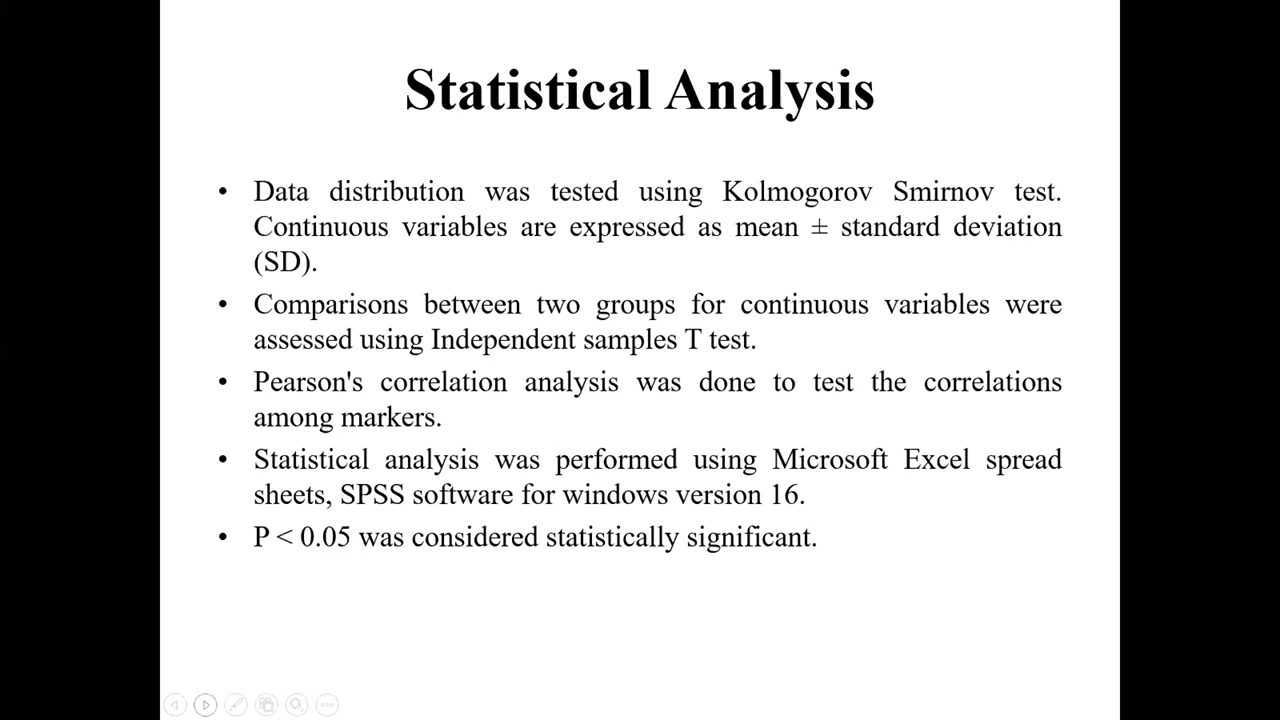 Statistical Analysis
• Data distribution was tested using Kolmogorov Smirnov test.
Continuous variables are expressed as mean ± standard deviation
(SD).
• Comparisons between two groups for continuous variables were
assessed using Independent samples T test.
• Pearson's correlation analysis was done to test the correlations
among markers.
• Statistical analysis was performed using Microsoft Excel spread
sheets, SPSS software for windows version 16.
• P < 0.05 was considered statistically significant.